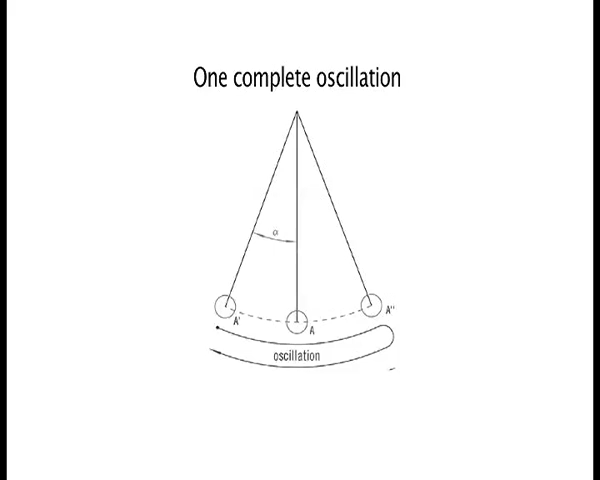 One complete oscillation
α
A'
A
A"
oscillation